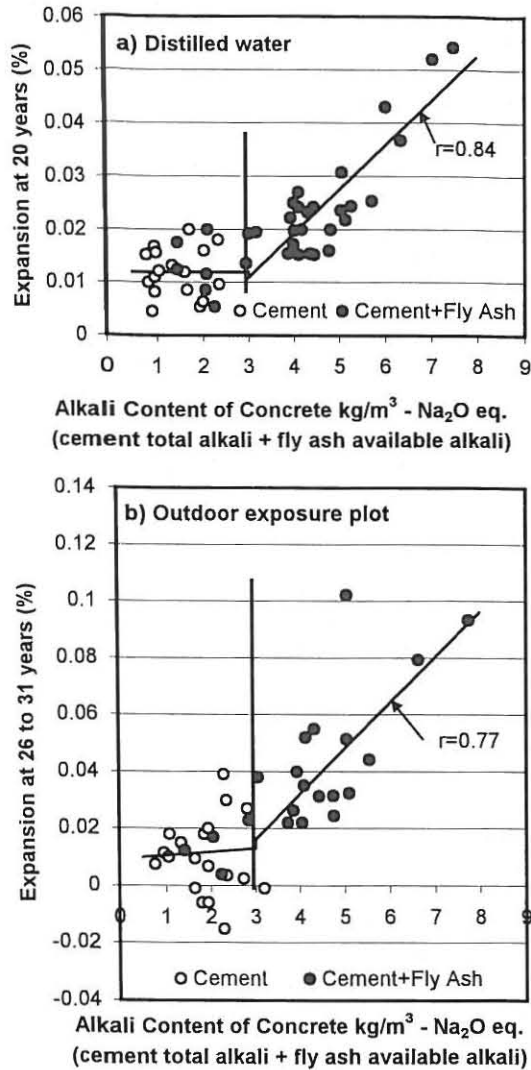 0.06
a) Distilled water
0.05
0.04
r=0.84
0.03
0.02
0.01
Cement Cement+Fly Ash
0
0 1 2 3 4 5 6 7 8 9
Expansion at 20 years (%)
Alkali Content of Concrete kg/m³ - Na₂O eq.
(cement total alkali + fly ash available alkali)
0.14
b) Outdoor exposure plot
0.12
0.1
0.08
r=0.77
0.06
0.04
0.02
0
0 1 2 3 4 5 6 7 8 9
-0.02
Cement Cement+Fly Ash
-0.04
Expansion at 26 to 31 years (%)
Alkali Content of Concrete kg/m³ - Na₂O eq.
(cement total alkali + fly ash available alkali)